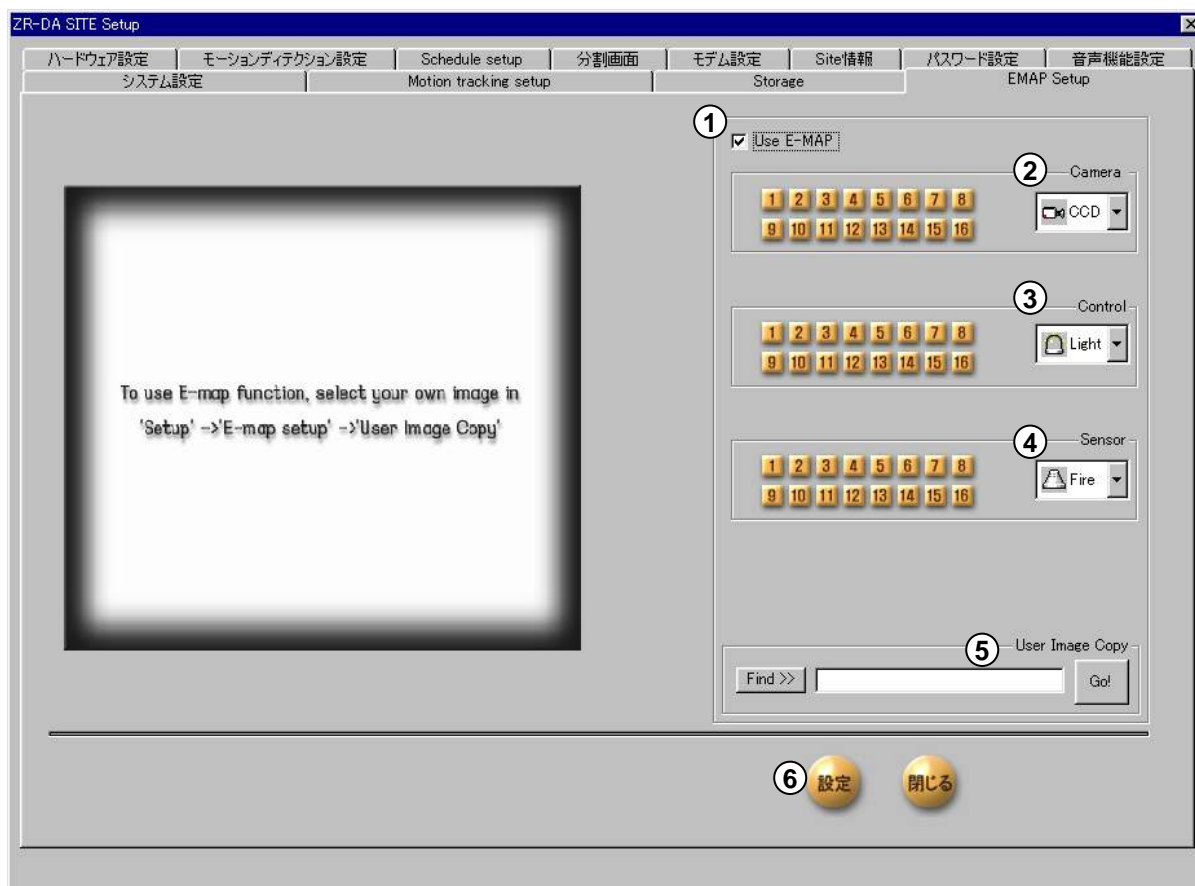 ZR-DA SITE Setup
ハードウェア設定 モーションディテクション設定 Schedule setup 分割画面 モデム設定 Site情報 パスワード設定 音声機能設定
システム設定 Motion tracking setup Storage EMAP Setup
1
Use E-MAP
2 Camera
1 2 3 4 5 6 7 8
CCD
9 10 11 12 13 14 15 16
3 Control
1 2 3 4 5 6 7 8
Light
9 10 11 12 13 14 15 16
To use E-map function, select your own image in
'Setup' ->'E-map setup' ->'User Image Copy'
4 Sensor
1 2 3 4 5 6 7 8
Fire
9 10 11 12 13 14 15 16
5 User Image Copy
Find >> Go!
6 設定 閉じる